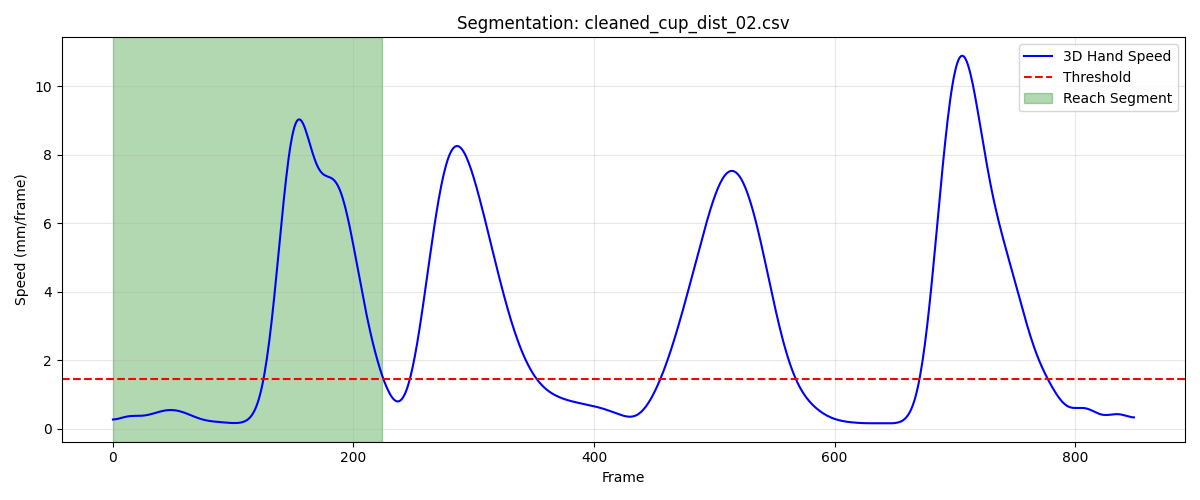 Segmentation: cleaned_cup_dist_02.csv
3D Hand Speed
Threshold
Reach Segment
Speed (mm/frame)
10
8
6
4
2
0
0 200 400 600 800
Frame